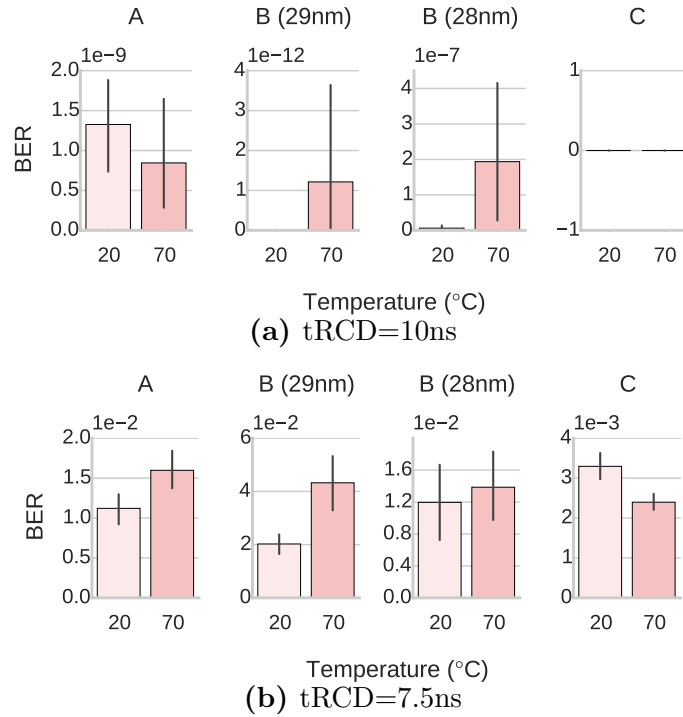 A B (29nm) B (28nm) C
1e−9 1e−12 1e−7
2.0 1.5 1.0 0.5 0.0
4 3 2 1 0
4 3 2 1 0
1 0 −1
BER
20 70 20 70 20 70 20 70
Temperature (°C)
(a) tRCD=10ns
A B (29nm) B (28nm) C
1e−2 1e−2 1e−2 1e−3
2.0 1.5 1.0 0.5 0.0
6 4 2 0
1.6 1.2 0.8 0.4 0.0
4 3 2 1 0
BER
20 70 20 70 20 70 20 70
Temperature (°C)
(b) tRCD=7.5ns